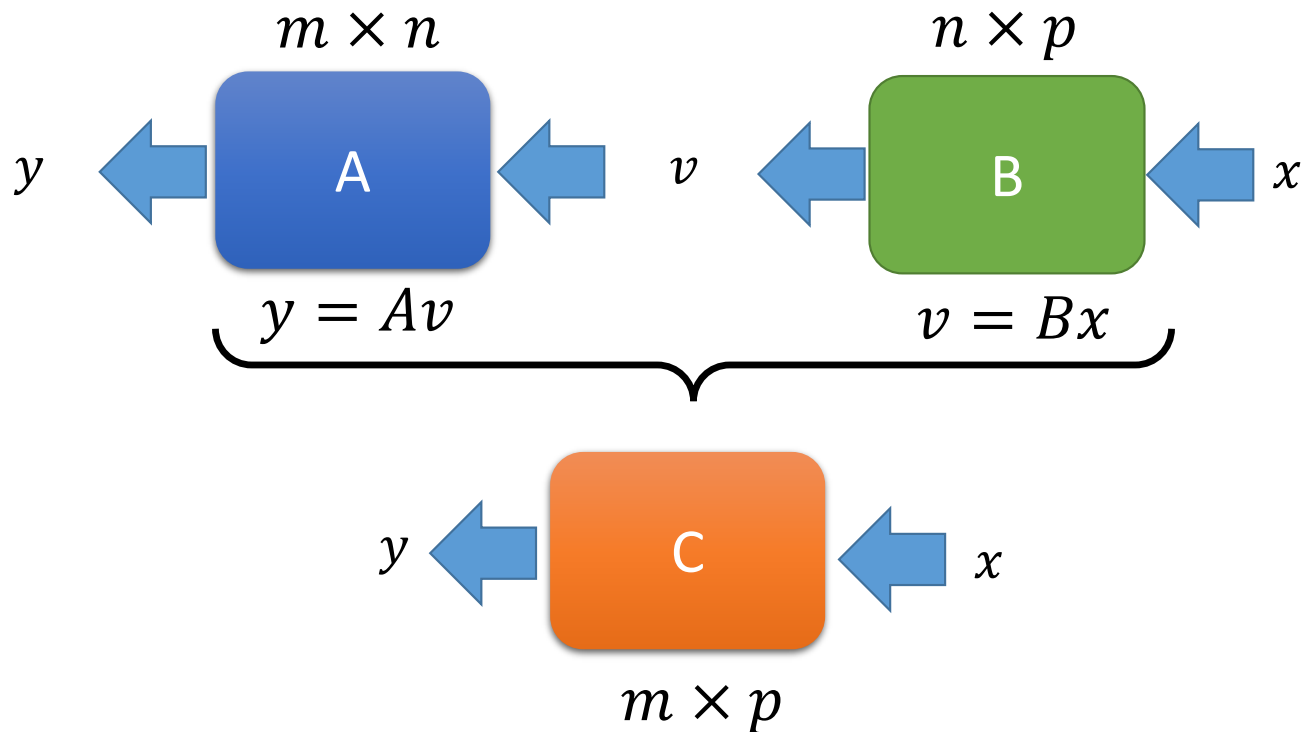 m × n n × p
y A v B x
y = Av v = Bx
y C x
m × p